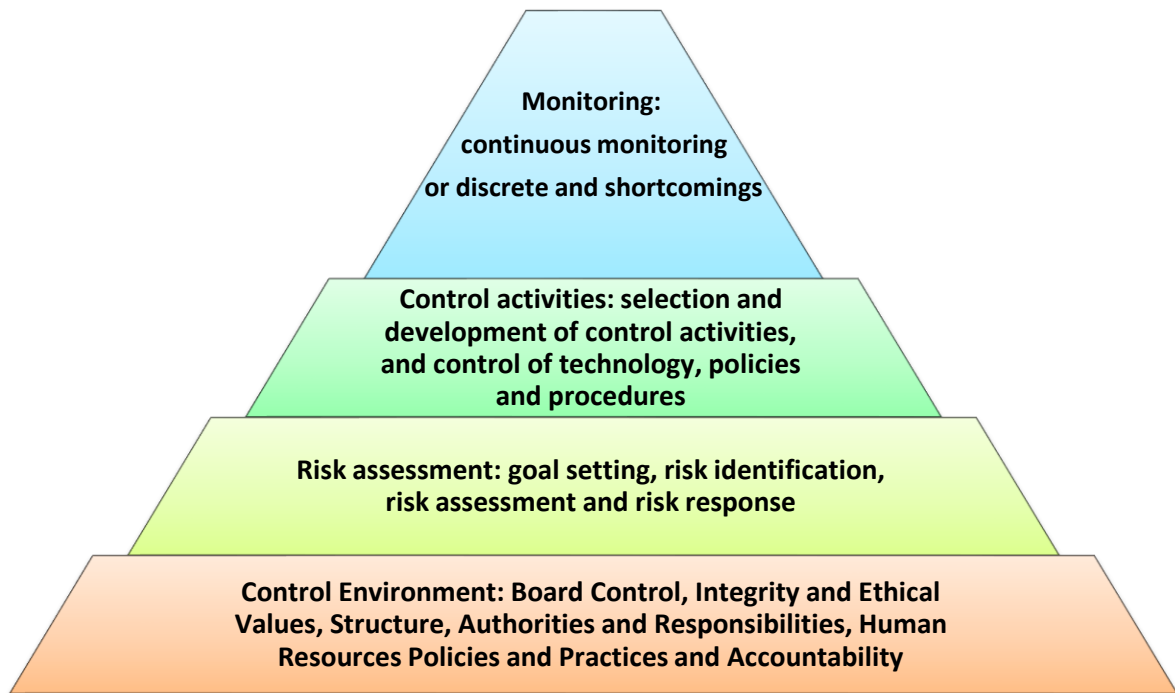 Monitoring:
continuous monitoring
or discrete and shortcomings
Control activities: selection and
development of control activities,
and control of technology, policies
and procedures
Risk assessment: goal setting, risk identification,
risk assessment and risk response
Control Environment: Board Control, Integrity and Ethical
Values, Structure, Authorities and Responsibilities, Human
Resources Policies and Practices and Accountability